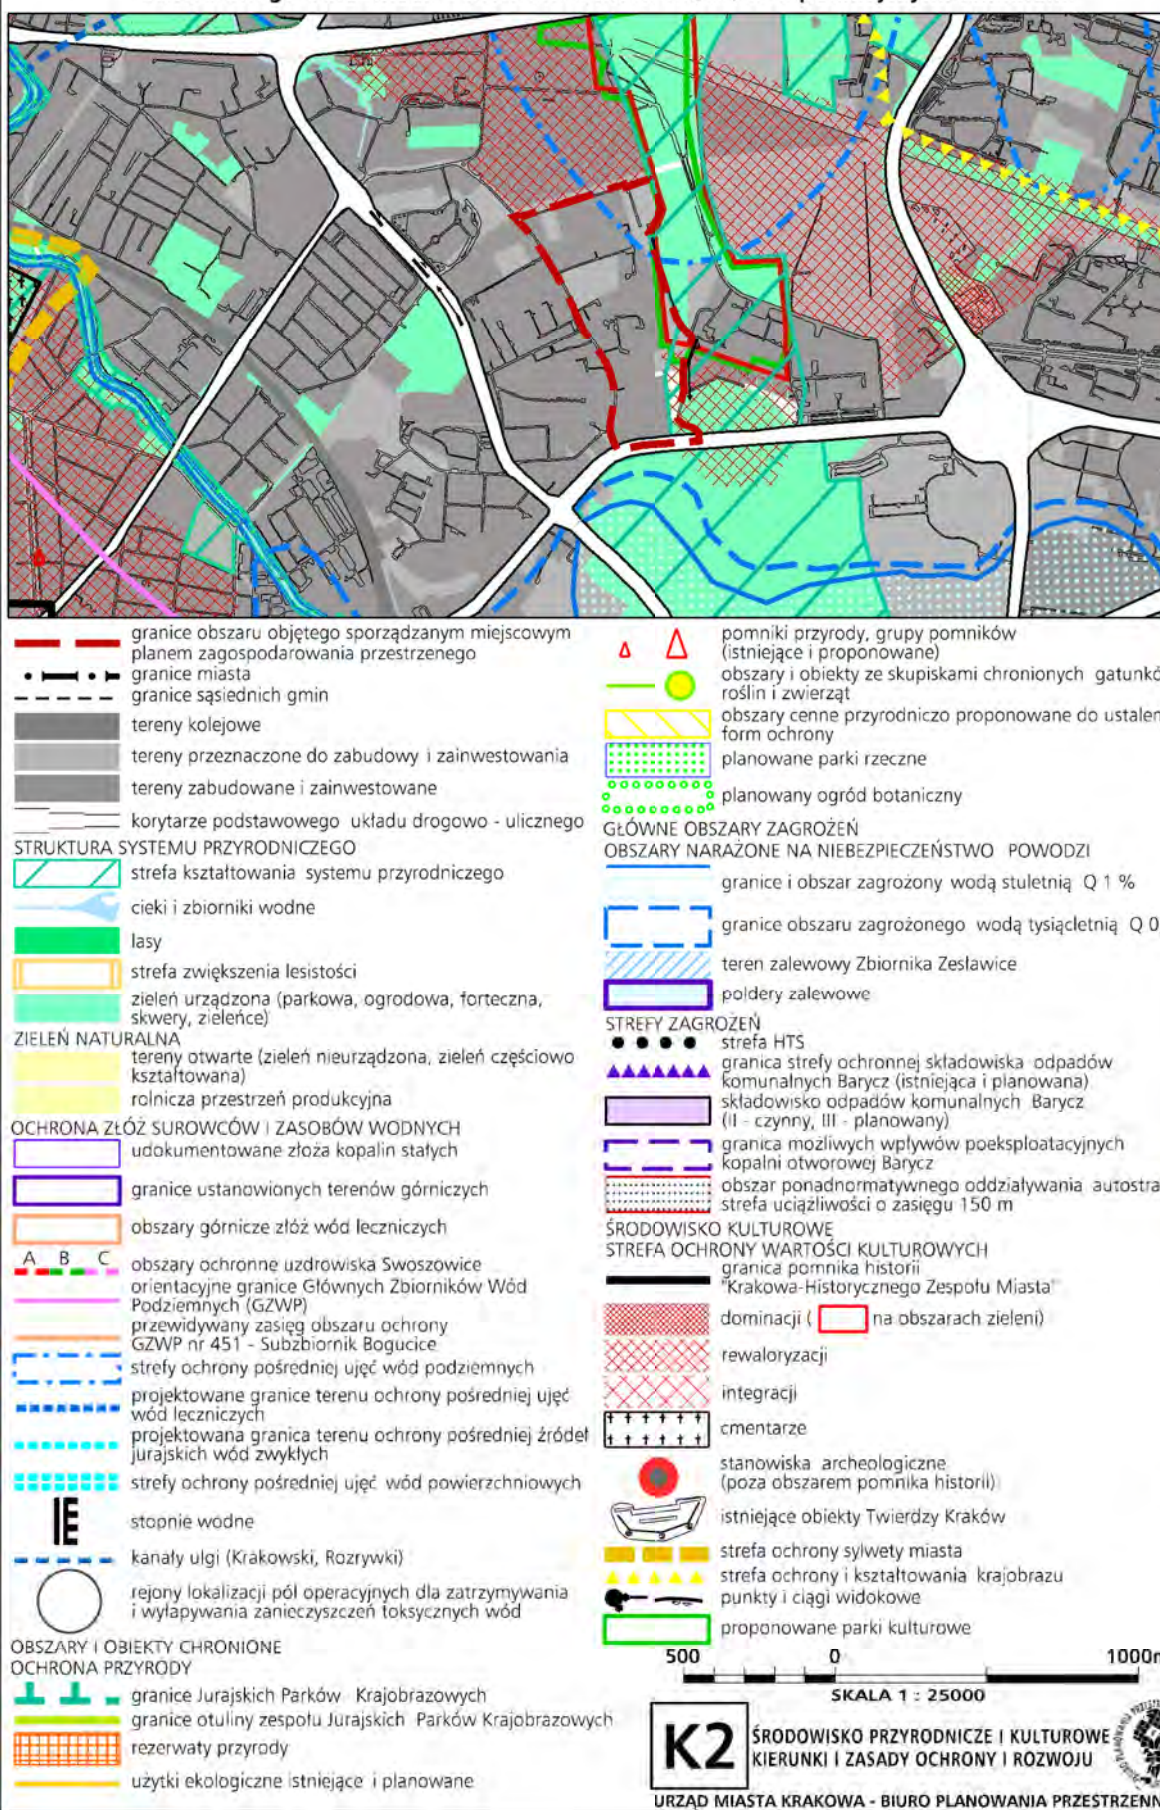 granice obszaru objętego sporządzanym miejscowym
planem zagospodarowania przestrzenego
granice miasta
granice sąsiednich gmin
tereny kolejowe
tereny przeznaczone do zabudowy i zainwestowania
tereny zabudowane i zainwestowane
korytarze podstawowego układu drogowo - ulicznego
STRUKTURA SYSTEMU PRZYRODNICZEGO
strefa kształtowania systemu przyrodniczego
cieki i zbiorniki wodne
lasy
strefa zwiększenia lesistości
zieleń urządzona (parkowa, ogrodowa, forteczna,
skwery, zieleńce)
ZIELEŃ NATURALNA
tereny otwarte (zieleń nieurządzona, zieleń częściowo
kształtowana)
rolnicza przestrzeń produkcyjna
OCHRONA ZŁÓŻ SUROWCÓW I ZASOBÓW WODNYCH
udokumentowane złoża kopalin stałych
granice ustanowionych terenów górniczych
obszary górnicze złóż wód leczniczych
A B C
obszary ochronne uzdrowiska Swoszowice
orientacyjne granice Głównych Zbiorników Wód
Podziemnych (GZWP)
przewidywany zasięg obszaru ochrony
GZWP nr 451 - Subzbiornik Bogucice
strefy ochrony pośredniej ujęć wód podziemnych
projektowane granice terenu ochrony pośredniej ujęć
wód leczniczych
projektowana granica terenu ochrony pośredniej źródeł
jurajskich wód zwykłych
strefy ochrony pośredniej ujęć wód powierzchniowych
stopnie wodne
kanały ulgi (Krakowski, Rozrywki)
rejony lokalizacji pól operacyjnych dla zatrzymywania
i wyłapywania zanieczyszczeń toksycznych wód
OBSZARY I OBIEKTY CHRONIONE
OCHRONA PRZYRODY
granice Jurajskich Parków Krajobrazowych
granice otuliny zespołu Jurajskich Parków Krajobrazowych
rezerwaty przyrody
użytki ekologiczne istniejące i planowane
pomniki przyrody, grupy pomników
(istniejące i proponowane)
obszary i obiekty ze skupiskami chronionych gatunkó
roślin i zwierząt
obszary cenne przyrodniczo proponowane do ustalen
form ochrony
planowane parki rzeczne
planowany ogród botaniczny
GŁÓWNE OBSZARY ZAGROŻEŃ
OBSZARY NARAŻONE NA NIEBEZPIECZEŃSTWO POWODZI
granice i obszar zagrożony wodą stuletnią Q 1 %
granice obszaru zagrożonego wodą tysiącletnią Q 0
teren zalewowy Zbiornika Zesławice
poldery zalewowe
STREFY ZAGROŻEŃ
strefa HTS
granica strefy ochronnej składowiska odpadów
komunalnych Barycz (istniejąca i planowana)
składowisko odpadów komunalnych Barycz
(II - czynny, III - planowany)
granica możliwych wpływów poeksploatacyjnych
kopalni otworowej Barycz
obszar ponadnormatywnego oddziaływania autostra
strefa uciążliwości o zasięgu 150 m
ŚRODOWISKO KULTUROWE
STREFA OCHRONY WARTOŚCI KULTUROWYCH
granica pomnika historii
"Krakowa-Historycznego Zespołu Miasta"
dominacji ( na obszarach zieleni)
rewaloryzacji
integracji
cmentarze
stanowiska archeologiczne
(poza obszarem pomnika historii)
istniejące obiekty Twierdzy Kraków
strefa ochrony sylwety miasta
strefa ochrony i kształtowania krajobrazu
punkty i ciągi widokowe
proponowane parki kulturowe
500 0 1000m
SKALA 1 : 25000
K2
ŚRODOWISKO PRZYRODNICZE I KULTUROWE
KIERUNKI I ZASADY OCHRONY I ROZWOJU
URZĄD MIASTA KRAKOWA - BIURO PLANOWANIA PRZESTRZENN